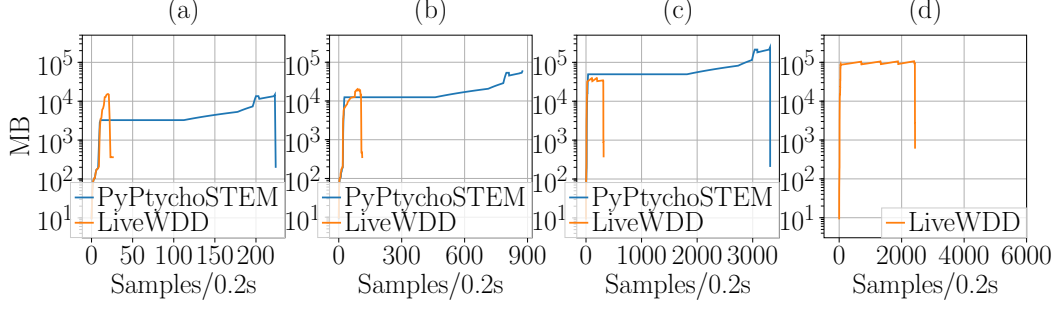 (a) (b) (c) (d)
MB
10^5 10^5 10^5 10^5
10^4 10^4 10^4 10^4
10^3 10^3 10^3 10^3
10^2 10^2 10^2 10^2
10^1 10^1 10^1 10^1
PyPtychoSTEM PyPtychoSTEM PyPtychoSTEM
LiveWDD LiveWDD LiveWDD LiveWDD
0 50 100 150 200 0 300 600 900 0 1000 2000 3000 0 2000 4000 6000
Samples/0.2s Samples/0.2s Samples/0.2s Samples/0.2s